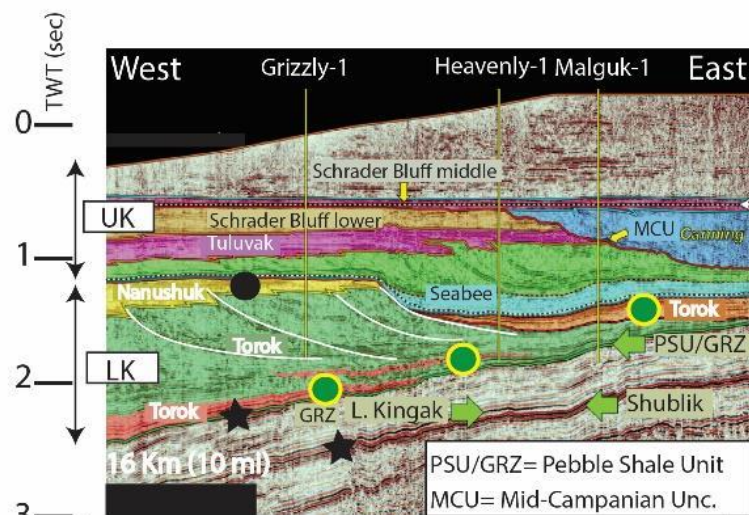 TWT (sec)
West
Grizzly-1
Heavenly-1
Malguk-1
East
0
Schrader Bluff middle
UK
Schrader Bluff lower
Tuluvak
MCU
Canning
1
Nanushuk
Seabee
Torok
Torok
PSU/GRZ
LK
2
Torok
GRZ
L. Kingak
Shublik
16 Km (10 mi)
PSU/GRZ= Pebble Shale Unit
MCU= Mid-Campanian Unc.
3